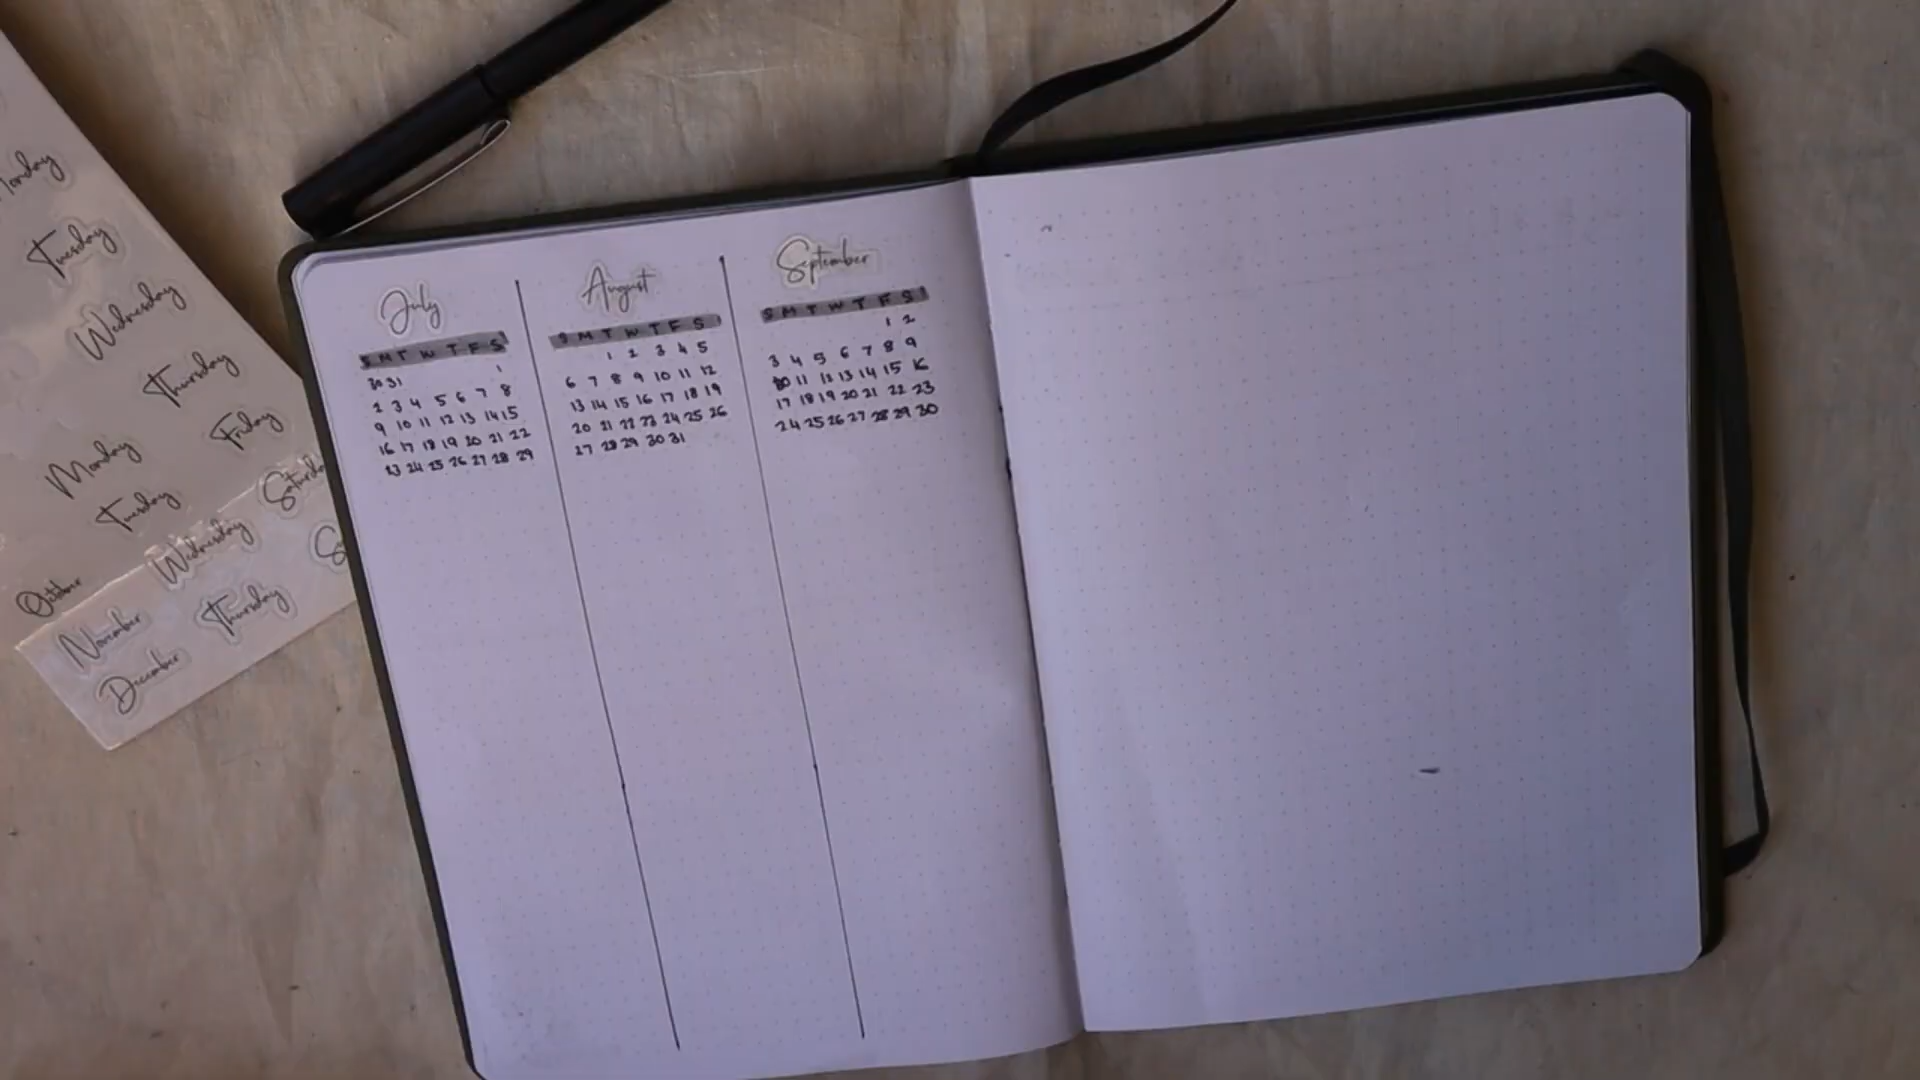 Monday
Tuesday
Wednesday
Thursday
Friday
Monday
Tuesday
Wednesday
Thursday
October
November
December
July
S M T W T F S
30 31 1
2 3 4 5 6 7 8
9 10 11 12 13 14 15
16 17 18 19 20 21 22
23 24 25 26 27 28 29
August
S M T W T F S
1 2 3 4 5
6 7 8 9 10 11 12
13 14 15 16 17 18 19
20 21 22 23 24 25 26
27 28 29 30 31
September
S M T W T F S
1 2
3 4 5 6 7 8 9
10 11 12 13 14 15 16
17 18 19 20 21 22 23
24 25 26 27 28 29 30